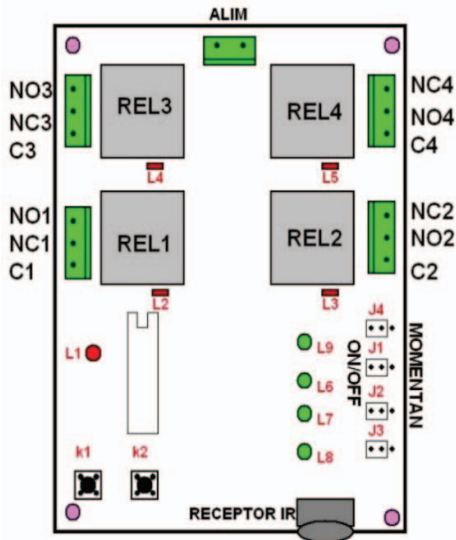 ALIM
NO3
NC3
C3
REL3
REL4
NC4
NO4
C4
L4
L5
NO1
NC1
C1
REL1
REL2
NC2
NO2
C2
L2
L3
L1
L9
L6
L7
L8
ON/OFF
J4
J1
J2
J3
MOMENTAN
k1
k2
RECEPTOR IR